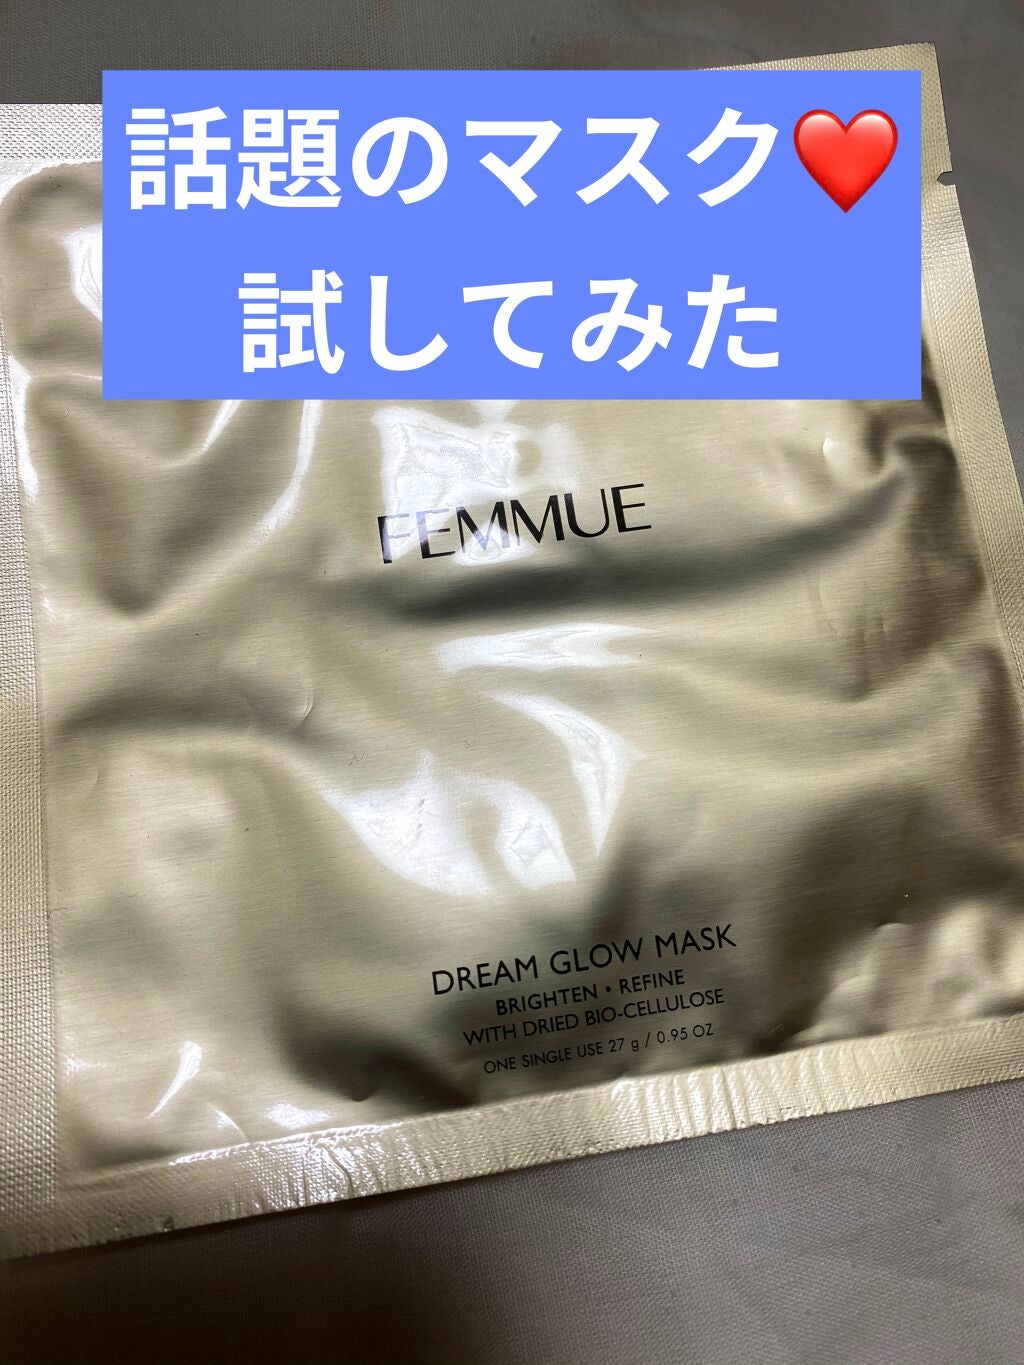 話題のマスク❤️
試してみた
FEMMUE
DREAM GLOW MASK
BRIGHTEN • REFINE
WITH DRIED BIO-CELLULOSE
ONE SINGLE USE 27 g / 0.95 OZ